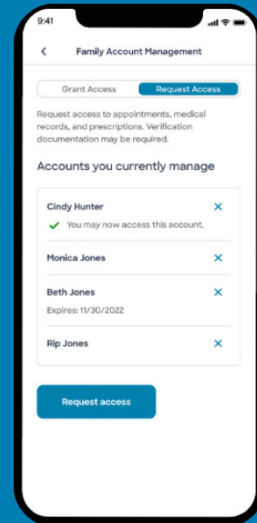 9:41
Family Account Management
Grant Access
Request Access
Request access to appointments, medical
records, and prescriptions. Verification
documentation may be required.
Accounts you currently manage
Cindy Hunter
You may now access this account.
Monica Jones
Beth Jones
Expires: 11/30/2022
Rip Jones
Request access